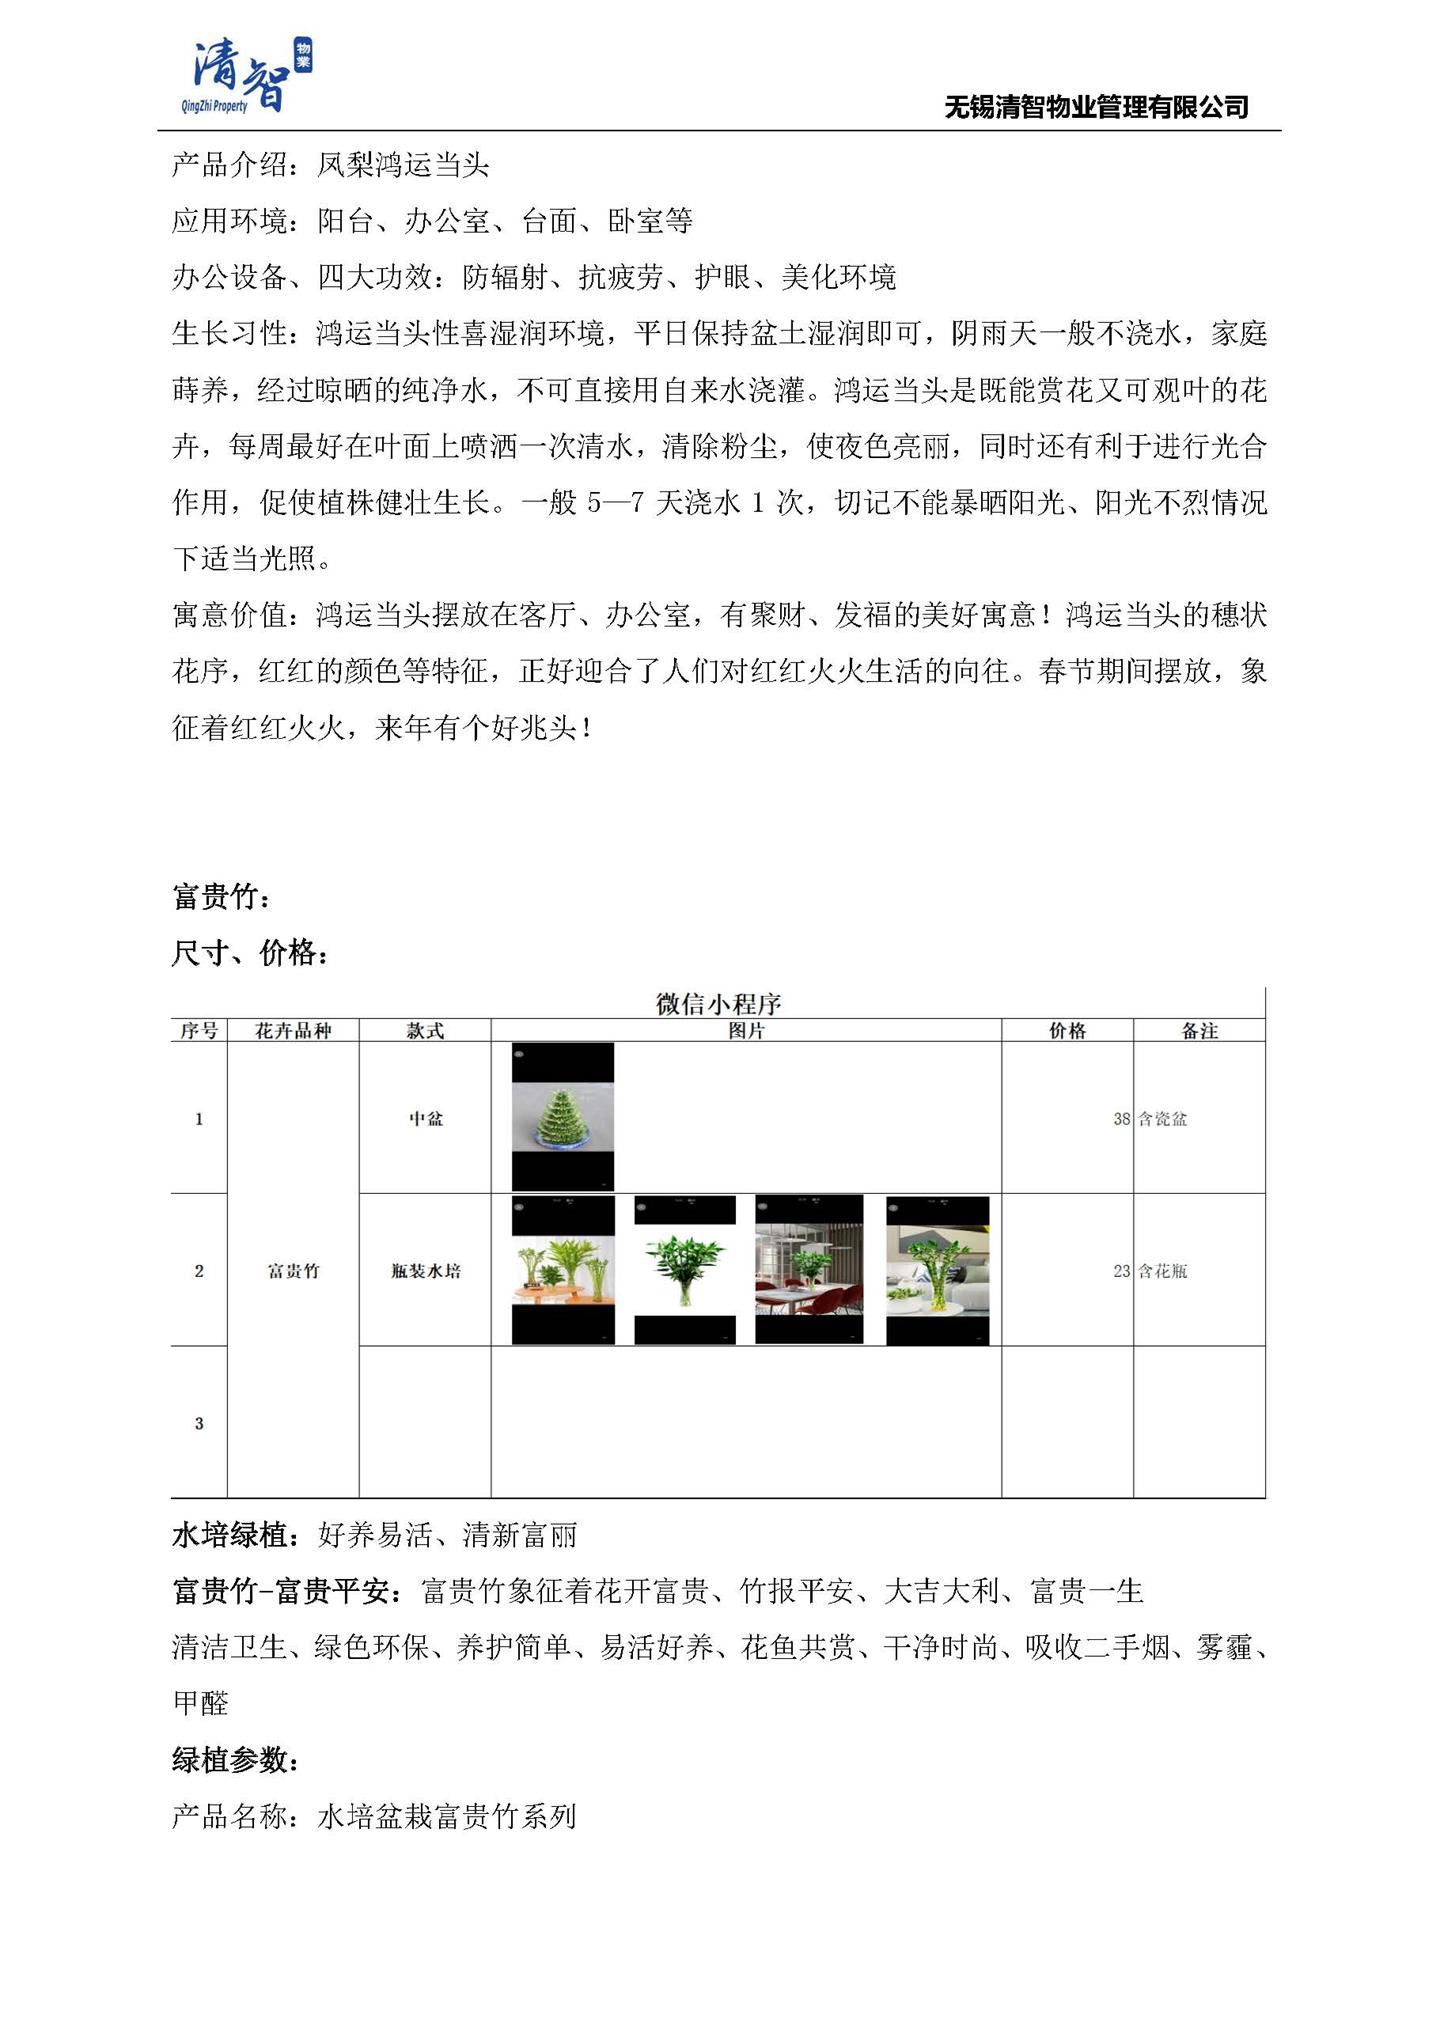 清智
物業
QingZhi Property
无锡清智物业管理有限公司
产品介绍：凤梨鸿运当头
应用环境：阳台、办公室、台面、卧室等
办公设备、四大功效：防辐射、抗疲劳、护眼、美化环境
生长习性：鸿运当头性喜湿润环境，平日保持盆土湿润即可，阴雨天一般不浇水，家庭
莳养，经过晾晒的纯净水，不可直接用自来水浇灌。鸿运当头是既能赏花又可观叶的花
卉，每周最好在叶面上喷洒一次清水，清除粉尘，使夜色亮丽，同时还有利于进行光合
作用，促使植株健壮生长。一般 5—7 天浇水 1 次，切记不能暴晒阳光、阳光不烈情况
下适当光照。
寓意价值：鸿运当头摆放在客厅、办公室，有聚财、发福的美好寓意！鸿运当头的穗状
花序，红红的颜色等特征，正好迎合了人们对红红火火生活的向往。春节期间摆放，象
征着红红火火，来年有个好兆头！
富贵竹：
尺寸、价格：
微信小程序
序号 花卉品种 款式 图片 价格 备注
1 中盆 38 含瓷盆
2 富贵竹 瓶装水培 23 含花瓶
3
水培绿植：好养易活、清新富丽
富贵竹-富贵平安：富贵竹象征着花开富贵、竹报平安、大吉大利、富贵一生
清洁卫生、绿色环保、养护简单、易活好养、花鱼共赏、干净时尚、吸收二手烟、雾霾、
甲醛
绿植参数：
产品名称：水培盆栽富贵竹系列